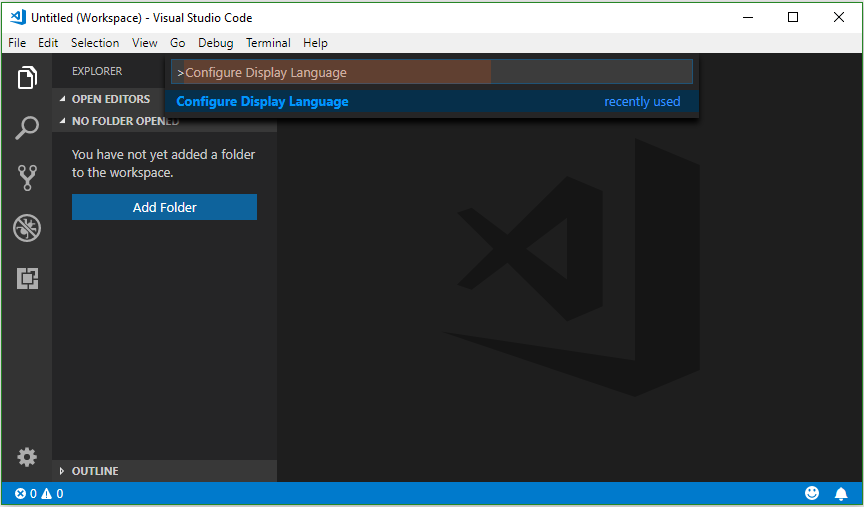 Untitled (Workspace) - Visual Studio Code
File Edit Selection View Go Debug Terminal Help
EXPLORER
>Configure Display Language
OPEN EDITORS
Configure Display Language recently used
NO FOLDER OPENED
You have not yet added a folder
to the workspace.
Add Folder
OUTLINE
0 0